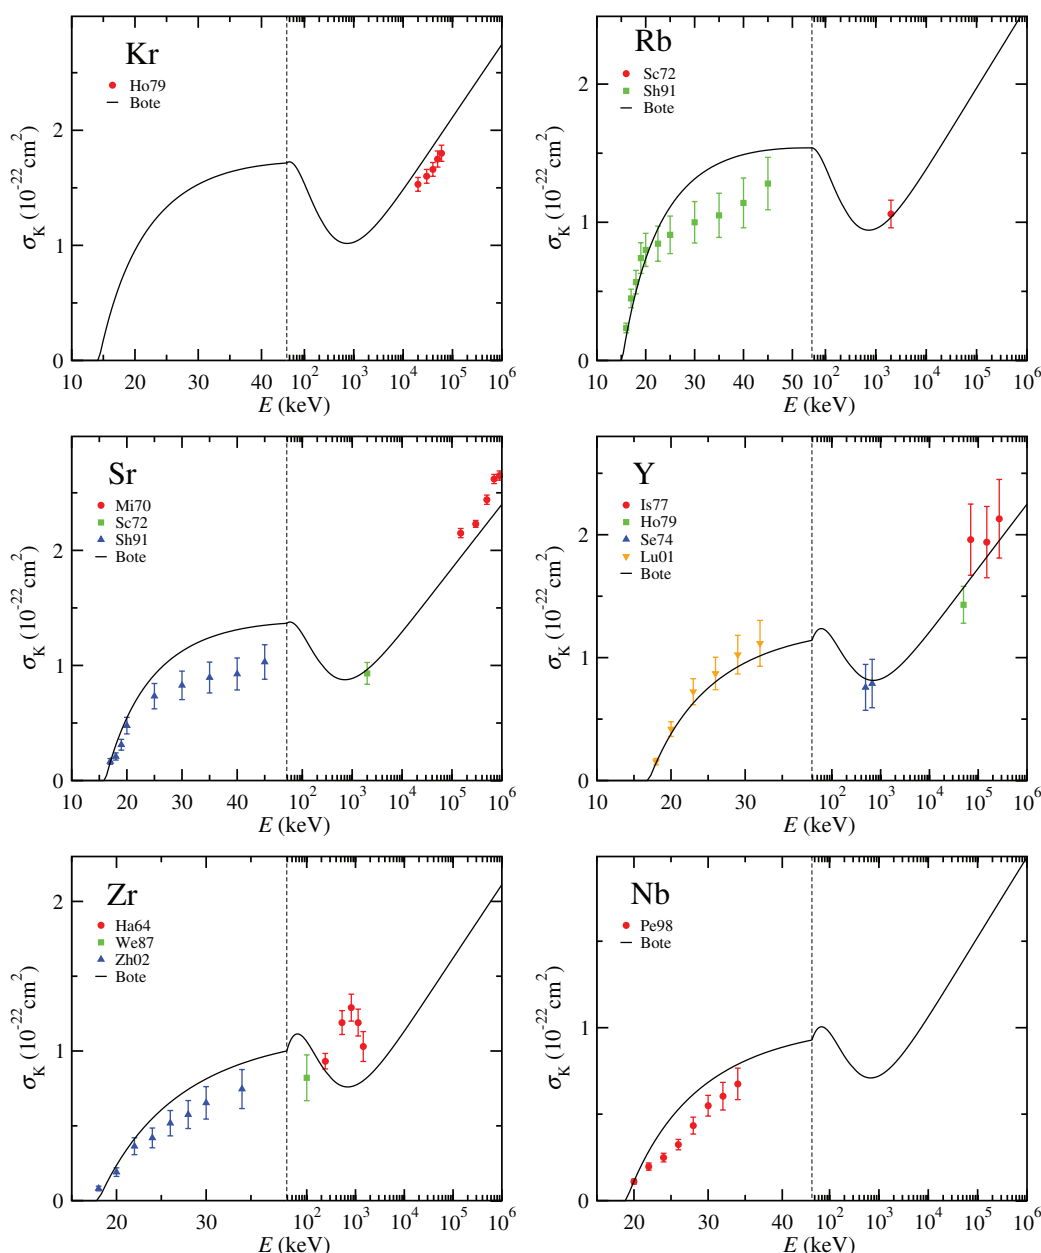 Kr
Ho79
Bote
2
1
0
σK (10-22cm2)
10 20 30 40 10² 10³ 10⁴ 10⁵ 10⁶
E (keV)
Rb
Sc72
Sh91
Bote
2
1
0
σK (10-22cm2)
10 20 30 40 50 10² 10³ 10⁴ 10⁵ 10⁶
E (keV)
Sr
Mi70
Sc72
Sh91
Bote
2
1
0
σK (10-22cm2)
10 20 30 40 10² 10³ 10⁴ 10⁵ 10⁶
E (keV)
Y
Is77
Ho79
Se74
Lu01
Bote
2
1
0
σK (10-22cm2)
10 20 30 10² 10³ 10⁴ 10⁵ 10⁶
E (keV)
Zr
Ha64
We87
Zh02
Bote
2
1
0
σK (10-22cm2)
20 30 10² 10³ 10⁴ 10⁵ 10⁶
E (keV)
Nb
Pe98
Bote
1
0
σK (10-22cm2)
20 30 40 10² 10³ 10⁴ 10⁵ 10⁶
E (keV)